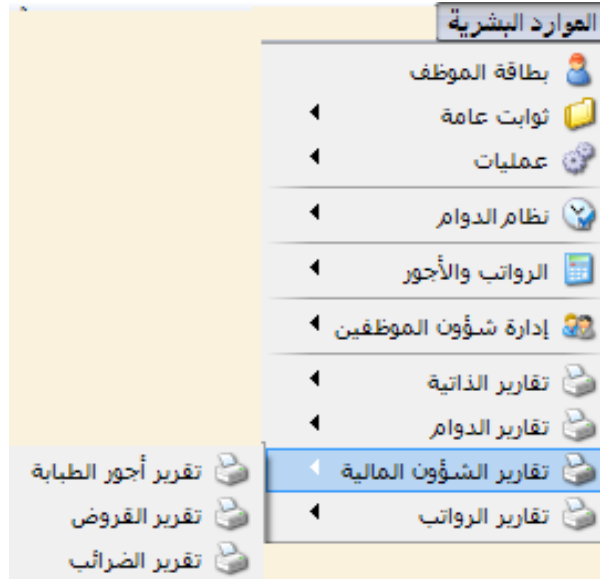 الموارد البشرية
بطاقة الموظف
ثوابت عامة
عمليات
نظام الدوام
الرواتب والأجور
إدارة شؤون الموظفين
تقارير الذاتية
تقارير الدوام
تقارير الشؤون المالية
تقارير الرواتب
تقرير أجور الطبابة
تقرير القروض
تقرير الضرائب